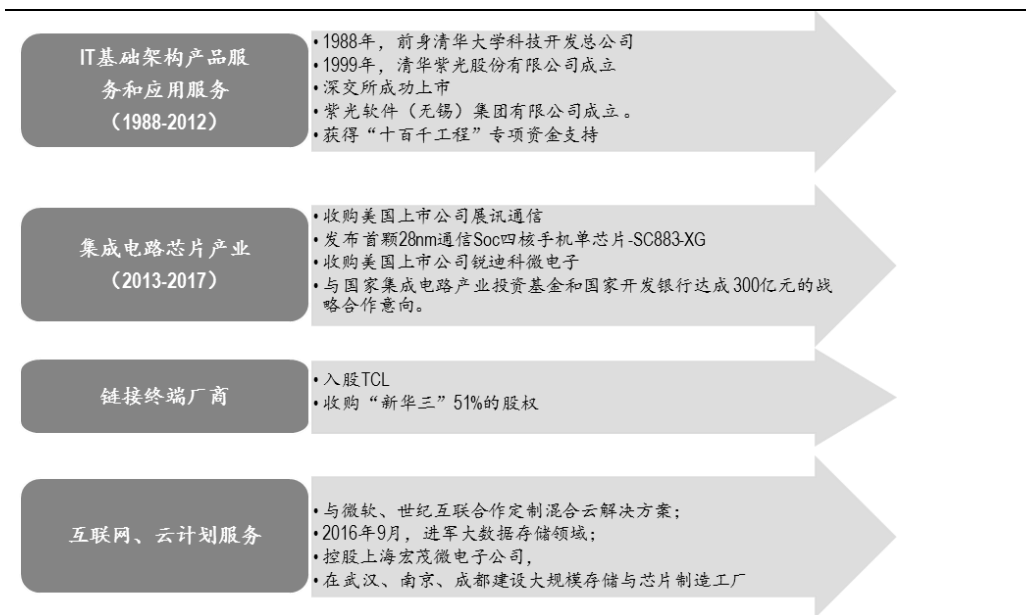 IT基础架构产品服
务和应用服务
（1988-2012）
•1988年，前身清华大学科技开发总公司
•1999年，清华紫光股份有限公司成立
•深交所成功上市
•紫光软件（无锡）集团有限公司成立。
•获得“十百千工程”专项资金支持
集成电路芯片产业
（2013-2017）
•收购美国上市公司展讯通信
•发布首颗28nm通信Soc四核手机单芯片-SC883-XG
•收购美国上市公司锐迪科微电子
•与国家集成电路产业投资基金和国家开发银行达成300亿元的战
略合作意向。
链接终端厂商
•入股TCL
•收购“新华三”51%的股权
互联网、云计划服务
•与微软、世纪互联合作定制混合云解决方案；
•2016年9月，进军大数据存储领域；
•控股上海宏茂微电子公司，
•在武汉、南京、成都建设大规模存储与芯片制造工厂